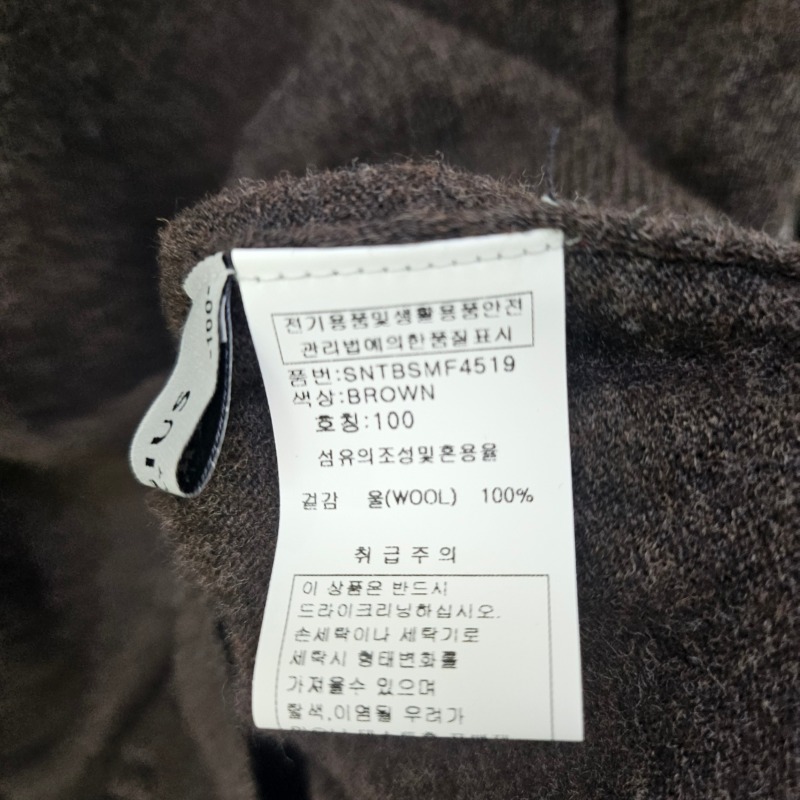 전기용품및생활용품안전
관리법에의한품질표시
품번:SNTBSMF4519
색상:BROWN
호칭:100
섬유의조성및혼용율
겉감 울(WOOL) 100%
취급주의
이 상품은 반드시
드라이크리닝하십시오.
손세탁이나 세탁기로
세탁시 형태변화를
가져올수 있으며
탈색,이염될 우려가
-100-